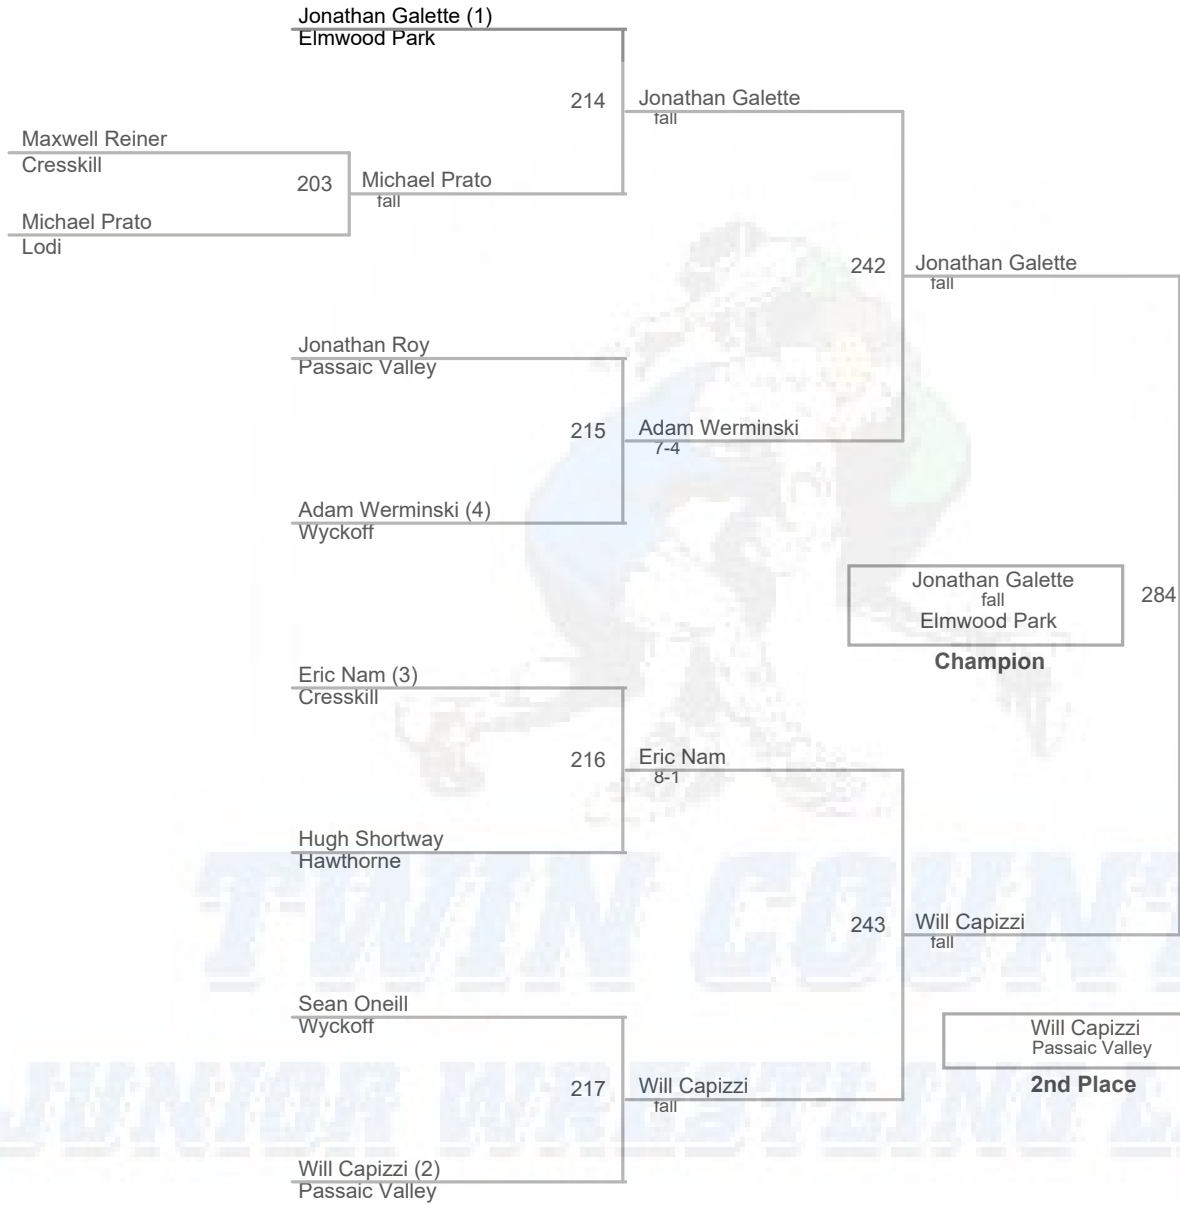 Jonathan Galette (1)
Elmwood Park
214
Jonathan Galette
fall
Maxwell Reiner
Cresskill
203
Michael Prato
fall
Michael Prato
Lodi
242
Jonathan Galette
fall
Jonathan Roy
Passaic Valley
215
Adam Werminski
7-4
Adam Werminski (4)
Wyckoff
Jonathan Galette
fall
Elmwood Park
284
Champion
Eric Nam (3)
Cresskill
216
Eric Nam
8-1
Hugh Shortway
Hawthorne
243
Will Capizzi
fall
Sean Oneill
Wyckoff
217
Will Capizzi
fall
Will Capizzi
Passaic Valley
2nd Place
Will Capizzi (2)
Passaic Valley
TWIN COUN
JUNIOR WRESTLING